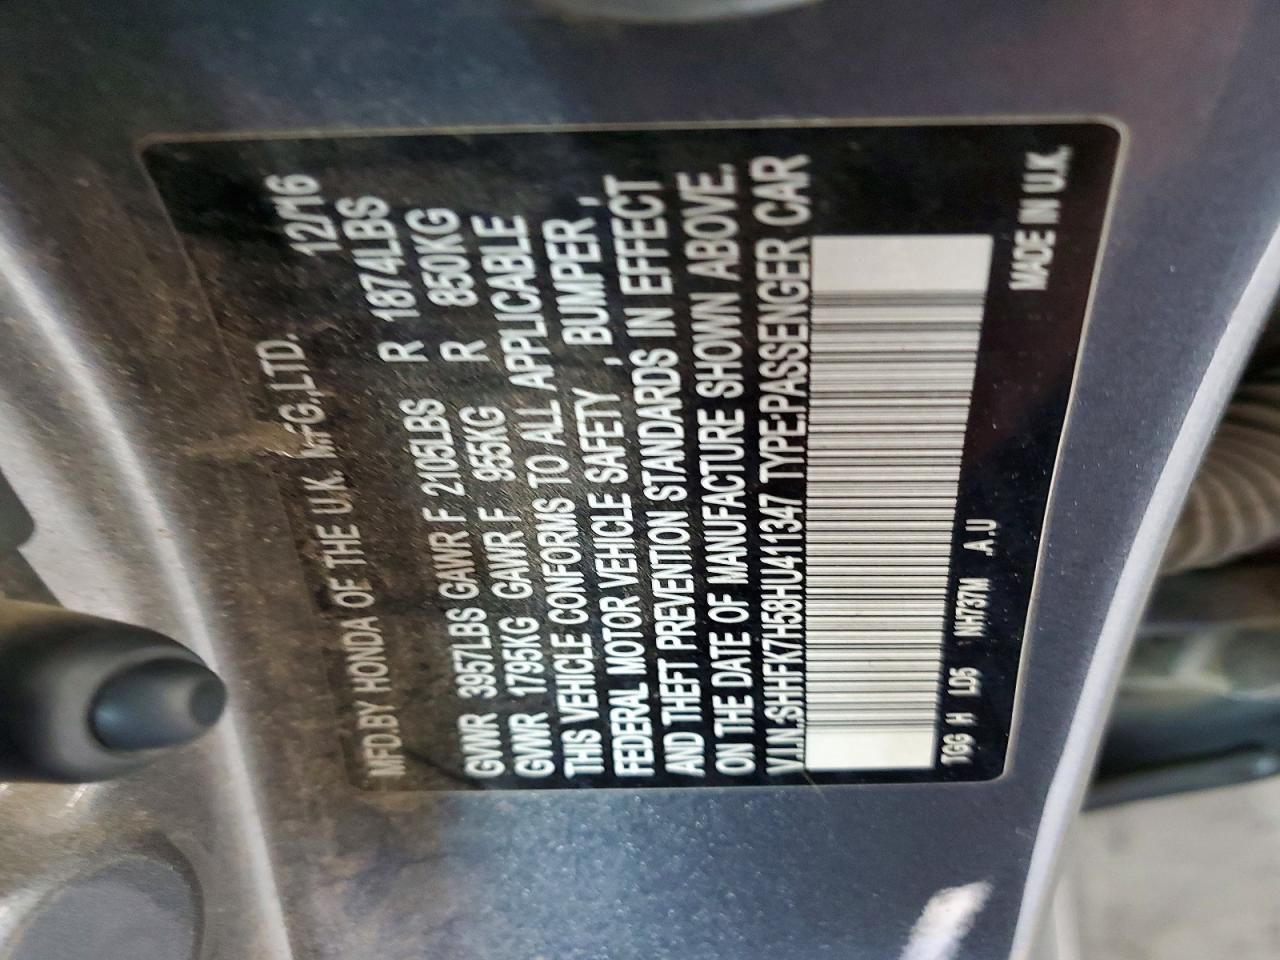 MFD.BY HONDA OF THE U.K. MFG.,LTD. 12/16
GVWR 3957LBS GAWR F 2105LBS R 1874LBS
GVWR 1795KG GAWR F 955KG R 850KG
THIS VEHICLE CONFORMS TO ALL APPLICABLE
FEDERAL MOTOR VEHICLE SAFETY , BUMPER ,
AND THEFT PREVENTION STANDARDS IN EFFECT
ON THE DATE OF MANUFACTURE SHOWN ABOVE.
V.I.N.SHHFK7H58HU411347 TYPE:PASSENGER CAR
TGG H LD5 NH737M A.U MADE IN U.K.